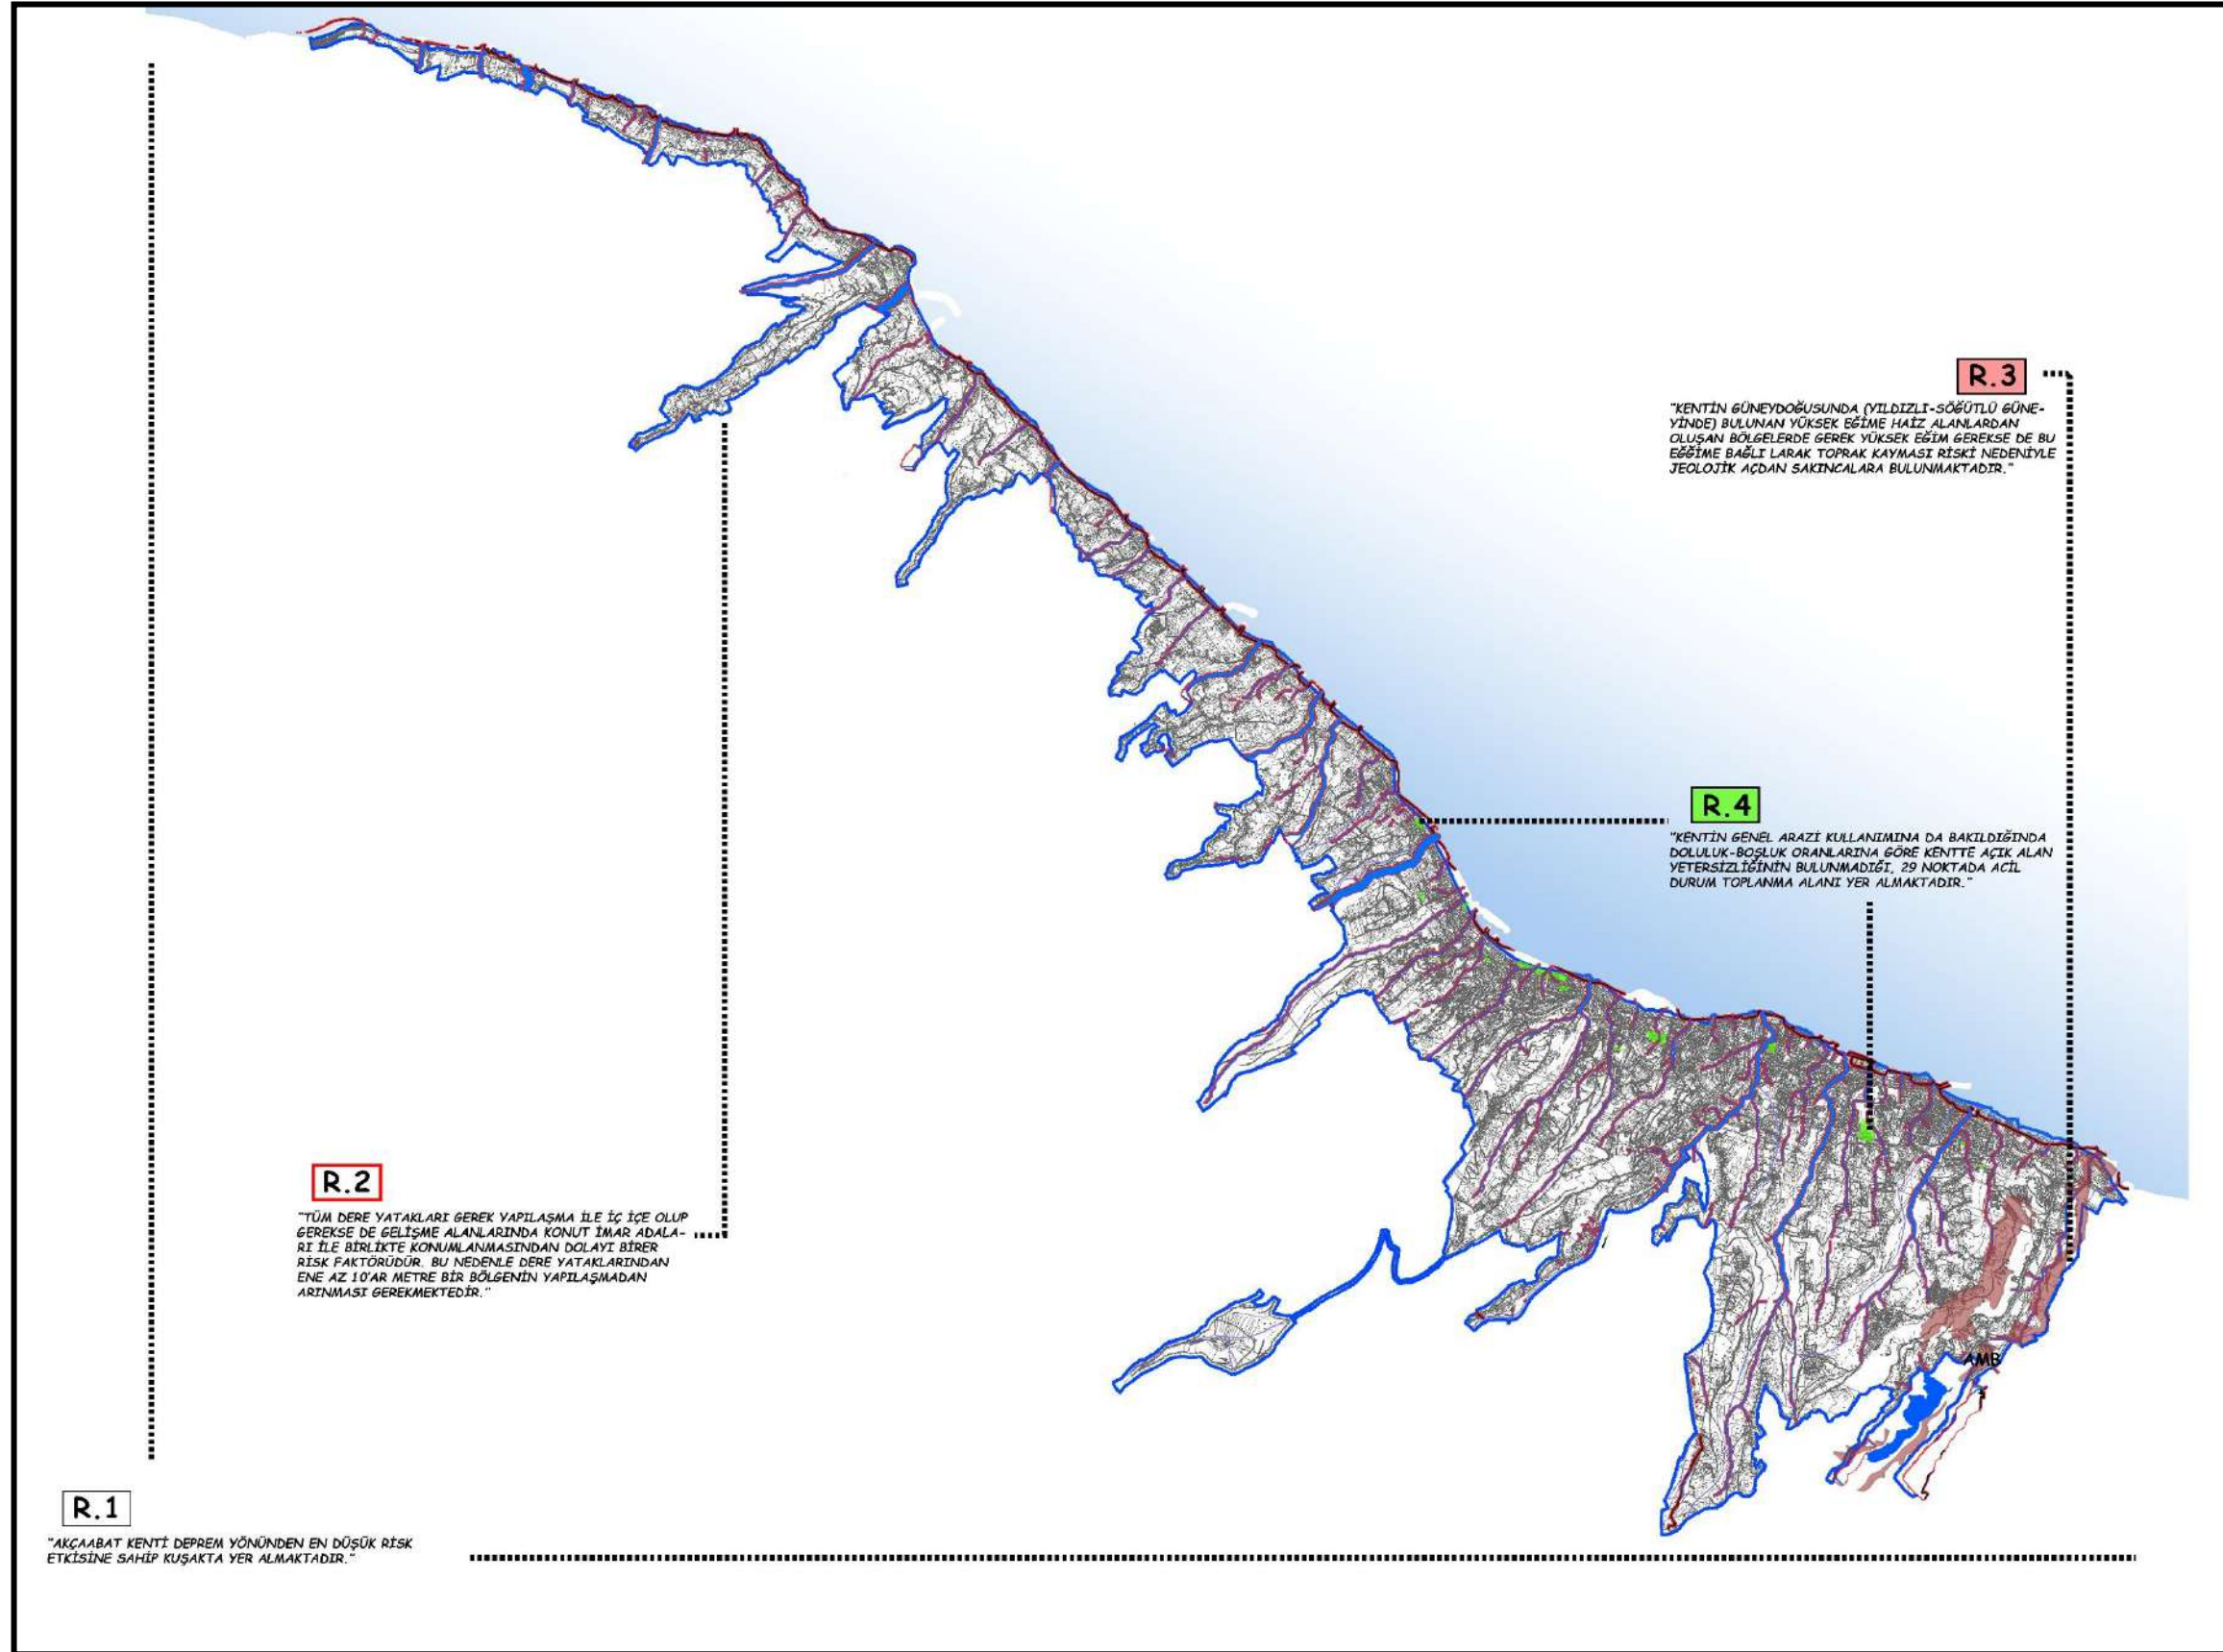 R.3
"KENTİN GÜNEYDOĞUSUNDA (YILDIZLI-SÖĞÜTLÜ GÜNE-
YİNDE) BULUNAN YÜKSEK EĞİME HAİZ ALANLARDAN
OLUŞAN BÖLGELERDE GEREK YÜKSEK EĞİM GEREKSE DE BU
EĞĞİME BAĞLI LARAK TOPRAK KAYMASI RİSKİ NEDENİYLE
JEOLOJİK AÇDAN SAKINCALARA BULUNMAKTADIR."
R.4
"KENTİN GENEL ARAZİ KULLANIMINA DA BAKILDIĞINDA
DOLULUK-BOŞLUK ORANLARINA GÖRE KENTTE AÇIK ALAN
YETERSİZLİĞİNİN BULUNMADIĞI, 29 NOKTADA ACİL
DURUM TOPLANMA ALANI YER ALMAKTADIR."
R.2
"TÜM DERE YATAKLARI GEREK YAPILAŞMA İLE İÇ İÇE OLUP
GEREKSE DE GELİŞME ALANLARINDA KONUT İMAR ADALA-
RI İLE BİRLİKTE KONUMLANMASINDAN DOLAYI BİRER
RİSK FAKTÖRÜDÜR. BU NEDENLE DERE YATAKLARINDAN
ENE AZ 10'AR METRE BİR BÖLGENİN YAPILAŞMADAN
ARINMASI GEREKMEKTEDİR."
AMB
R.1
"AKÇAABAT KENTİ DEPREM YÖNÜNDEN EN DÜŞÜK RİSK
ETKİSİNE SAHİP KUŞAKTA YER ALMAKTADIR."